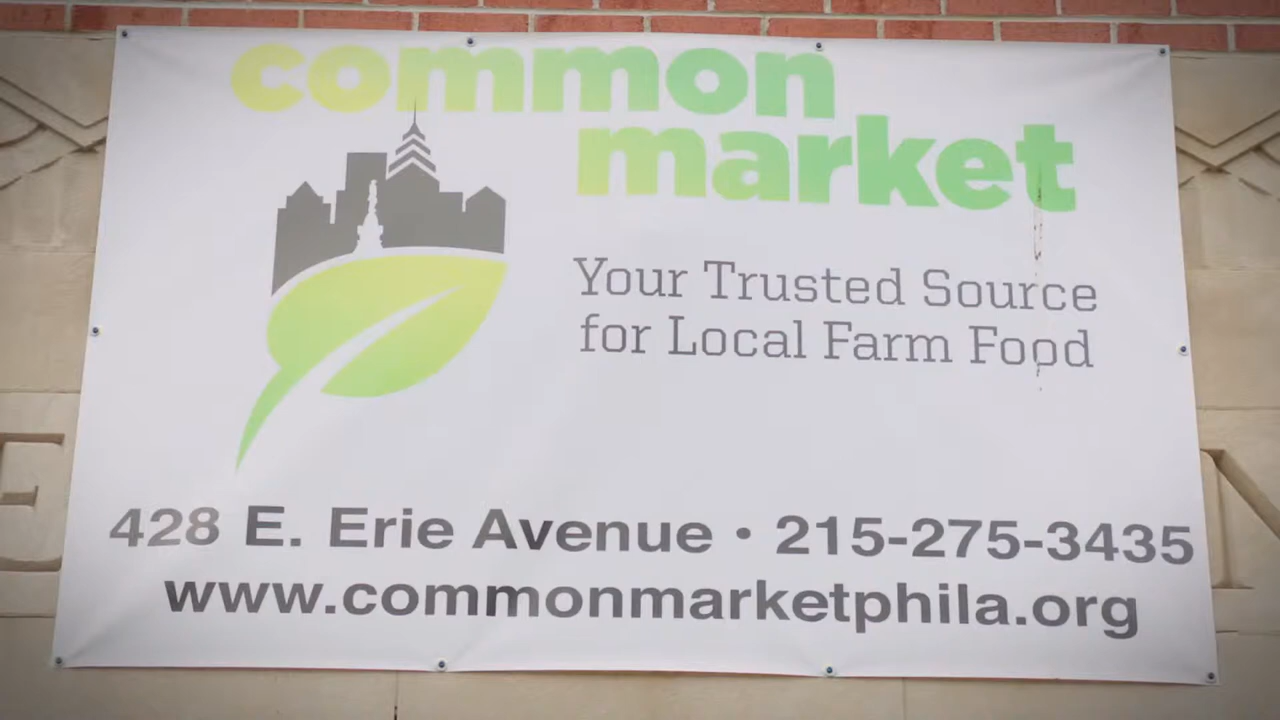 common
market
Your Trusted Source
for Local Farm Food
428 E. Erie Avenue • 215-275-3435
www.commonmarketphila.org
E